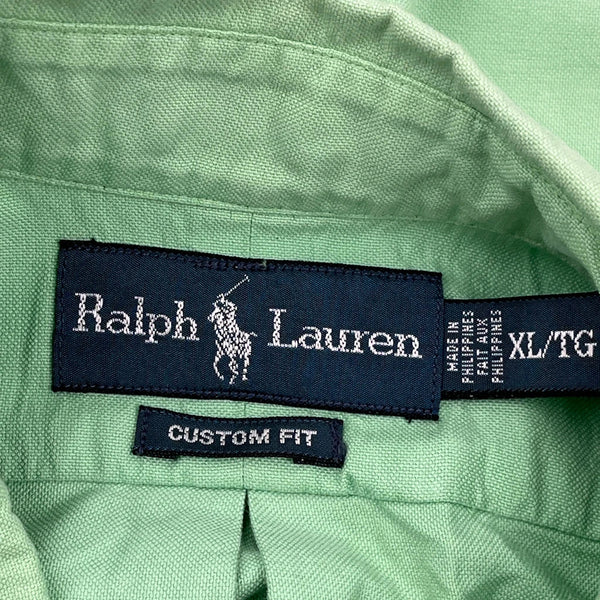 Ralph Lauren
MADE IN
PHILIPPINES
FAIT AUX
PHILIPPINES
XL/TG
CUSTOM FIT